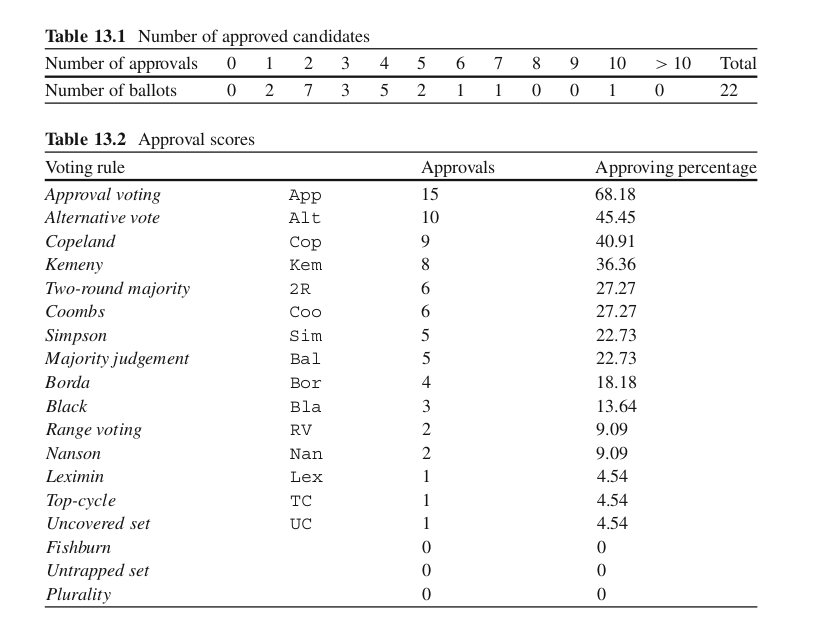 Table 13.1 Number of approved candidates
Number of approvals 0 1 2 3 4 5 6 7 8 9 10 > 10 Total
Number of ballots 0 2 7 3 5 2 1 1 0 0 1 0 22
Table 13.2 Approval scores
Voting rule Approvals Approving percentage
Approval voting App 15 68.18
Alternative vote Alt 10 45.45
Copeland Cop 9 40.91
Kemeny Kem 8 36.36
Two-round majority 2R 6 27.27
Coombs Coo 6 27.27
Simpson Sim 5 22.73
Majority judgement Bal 5 22.73
Borda Bor 4 18.18
Black Bla 3 13.64
Range voting RV 2 9.09
Nanson Nan 2 9.09
Leximin Lex 1 4.54
Top-cycle TC 1 4.54
Uncovered set UC 1 4.54
Fishburn 0 0
Untrapped set 0 0
Plurality 0 0